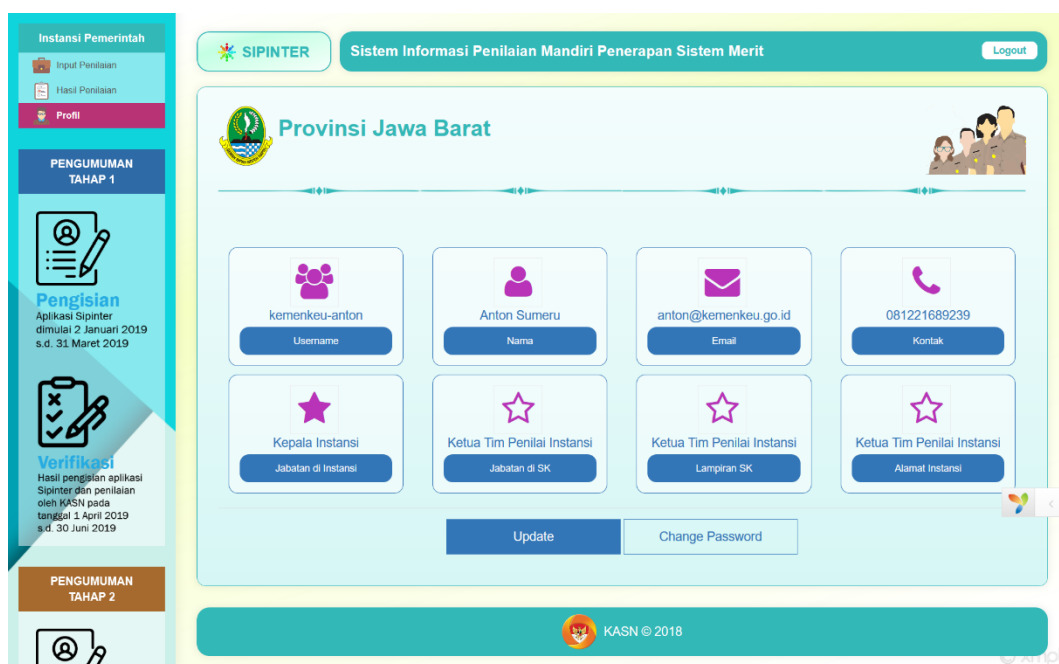 Instansi Pemerintah
Input Penilaian
Hasil Penilaian
Profil
PENGUMUMAN
TAHAP 1
Pengisian
Aplikasi Sipinter
dimulai 2 Januari 2019
s.d. 31 Maret 2019
Verifikasi
Hasil pengisian aplikasi
Sipinter dan penilaian
oleh KASN pada
tanggal 1 April 2019
s.d. 30 Juni 2019
PENGUMUMAN
TAHAP 2
SIPINTER
Sistem Informasi Penilaian Mandiri Penerapan Sistem Merit
Logout
Provinsi Jawa Barat
kemenkeu-anton
Username
Anton Sumeru
Nama
anton@kemenkeu.go.id
Email
081221689239
Kontak
Kepala Instansi
Jabatan di Instansi
Ketua Tim Penilai Instansi
Jabatan di SK
Ketua Tim Penilai Instansi
Lampiran SK
Ketua Tim Penilai Instansi
Alamat Instansi
Update
Change Password
KASN © 2018